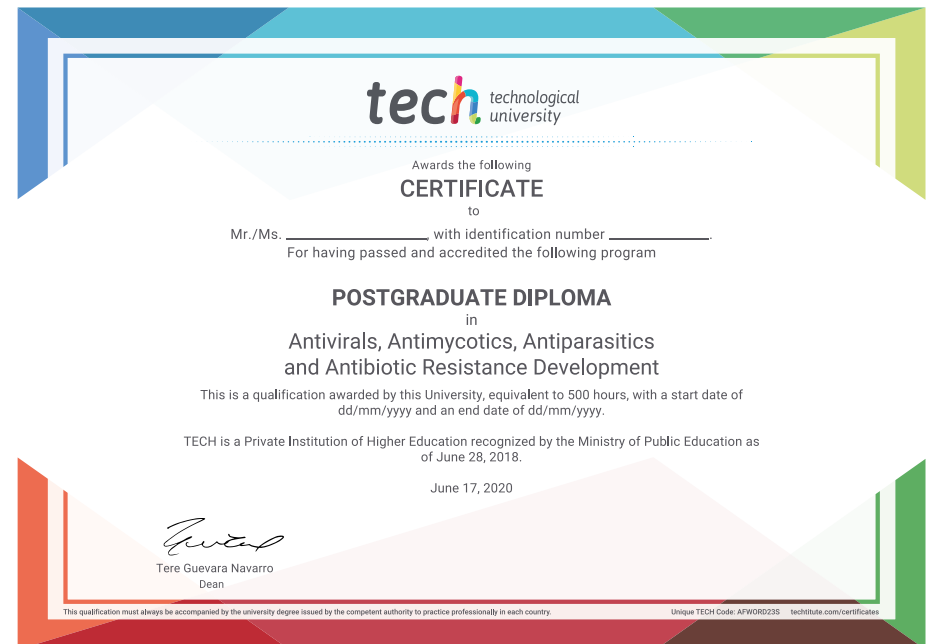 tech technological
university
Awards the following
CERTIFICATE
to
Mr./Ms. ____________________, with identification number ______________.
For having passed and accredited the following program
POSTGRADUATE DIPLOMA
in
Antivirals, Antimycotics, Antiparasitics
and Antibiotic Resistance Development
This is a qualification awarded by this University, equivalent to 500 hours, with a start date of
dd/mm/yyyy and an end date of dd/mm/yyyy.
TECH is a Private Institution of Higher Education recognized by the Ministry of Public Education as
of June 28, 2018.
June 17, 2020
Tere Guevara Navarro
Dean
This qualification must always be accompanied by the university degree issued by the competent authority to practice professionally in each country. Unique TECH Code: AFWORD23S techtitute.com/certificates